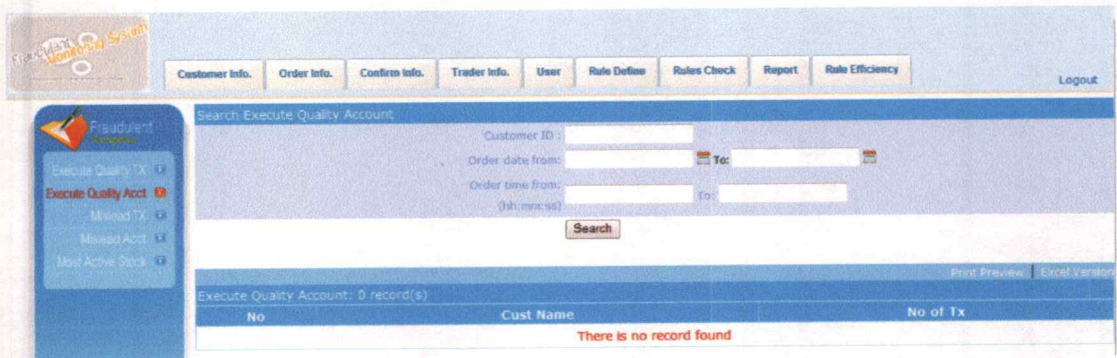 Fraudulent
Monitoring System
Customer Info. Order Info. Confirm Info. Trader Info. User Rule Define Rules Check Report Rule Efficiency
Logout
Fraudulent
Execute Quality TX
Execute Quality Acct
Mislead TX
Mislead Acct
Most Active Stock
Search Execute Quality Account
Customer ID :
Order date from: To:
Order time from: To:
(hh:mm:ss)
Search
Print Preview | Excel Version
Execute Quality Account: 0 record(s)
No Cust Name No of Tx
There is no record found